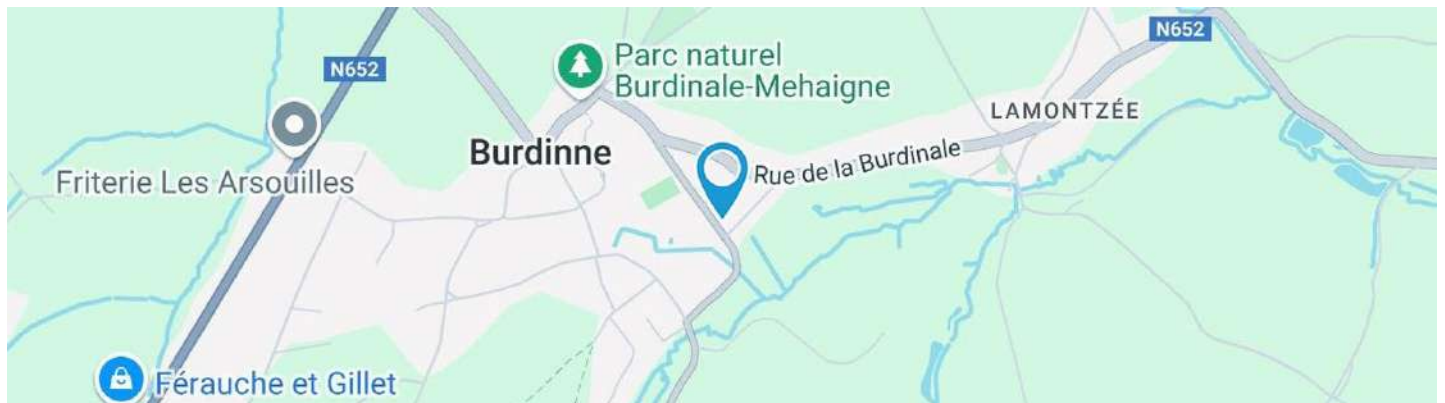 N652
Parc naturel
Burdinale-Mehaigne
N652
LAMONTZÉE
Burdinne
Rue de la Burdinale
Friterie Les Arsouilles
Férauche et Gillet